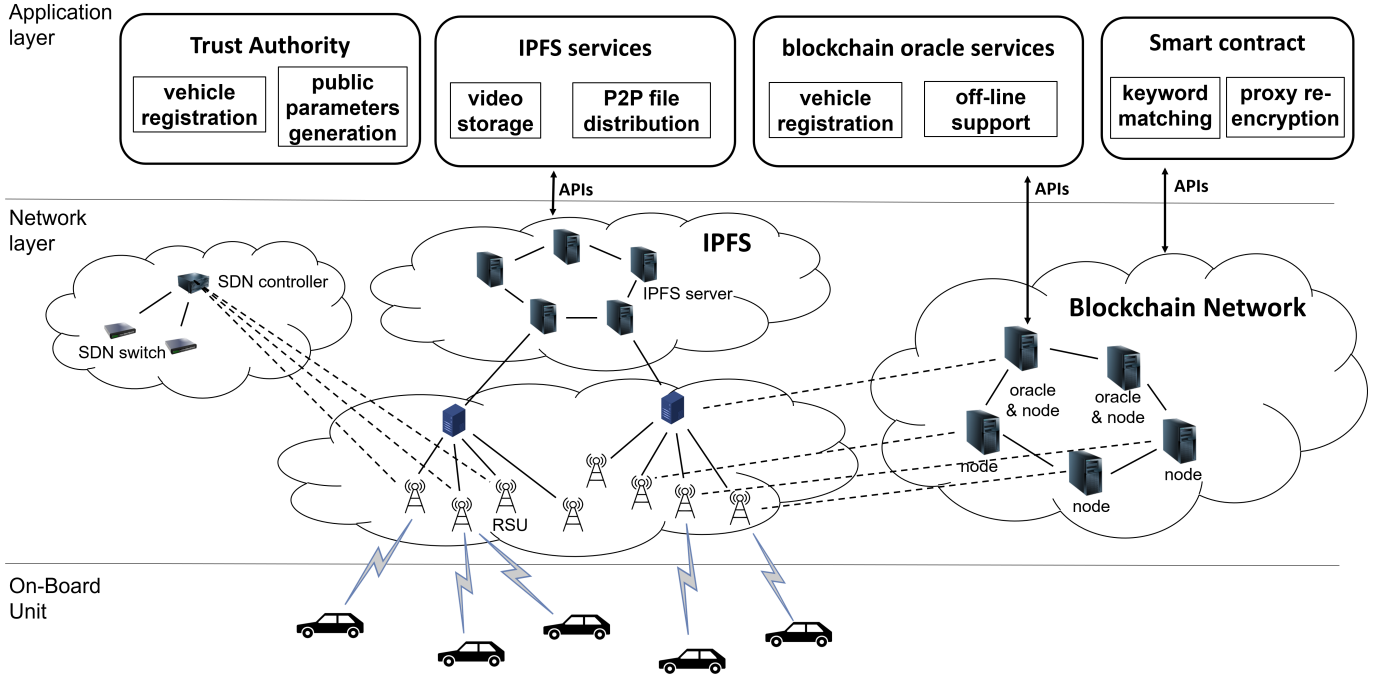 Application
layer
Trust Authority
vehicle
registration
public
parameters
generation
IPFS services
video
storage
P2P file
distribution
blockchain oracle services
vehicle
registration
off-line
support
Smart contract
keyword
matching
proxy re-
encryption
APIs
APIs
APIs
Network
layer
SDN controller
SDN switch
IPFS
IPFS server
Blockchain Network
oracle
& node
oracle
& node
node
node
node
RSU
On-Board
Unit